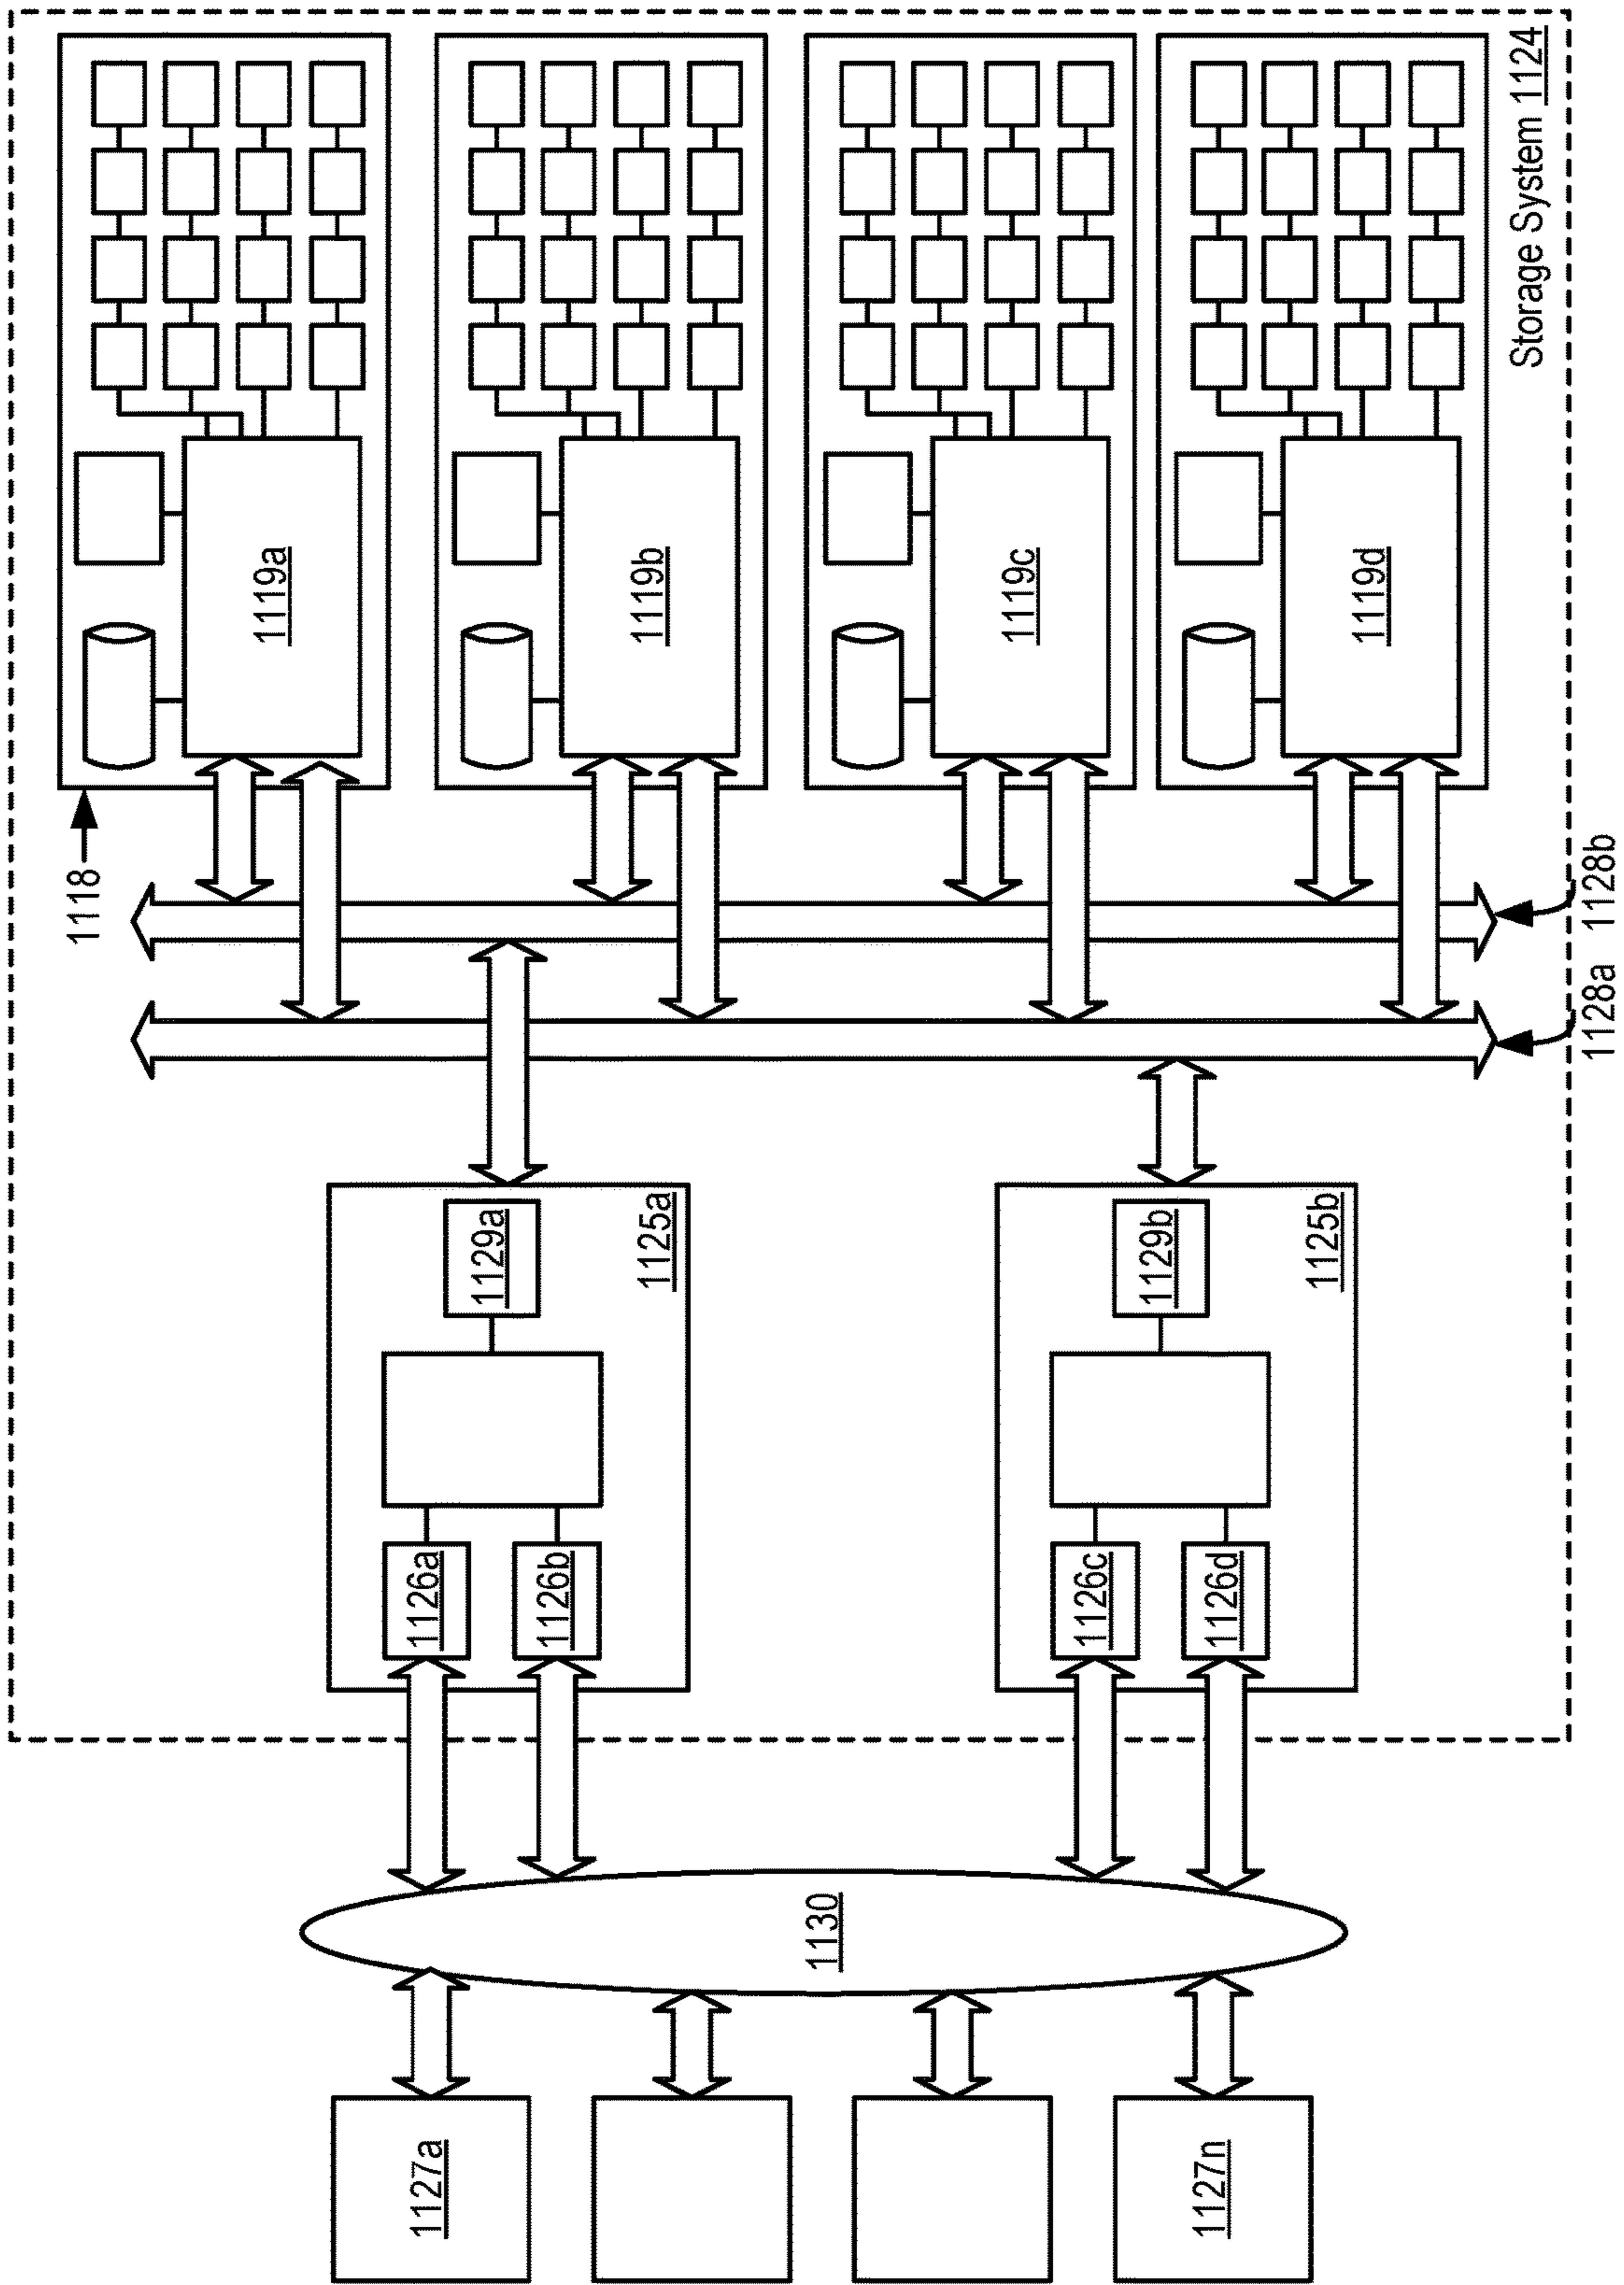 Storage System 1124
1119a
1119b
1119c
1119d
1118
1128b
1128a
1129a
1125a
1129b
1125b
1126a
1126b
1126c
1126d
1130
1127a
1127n